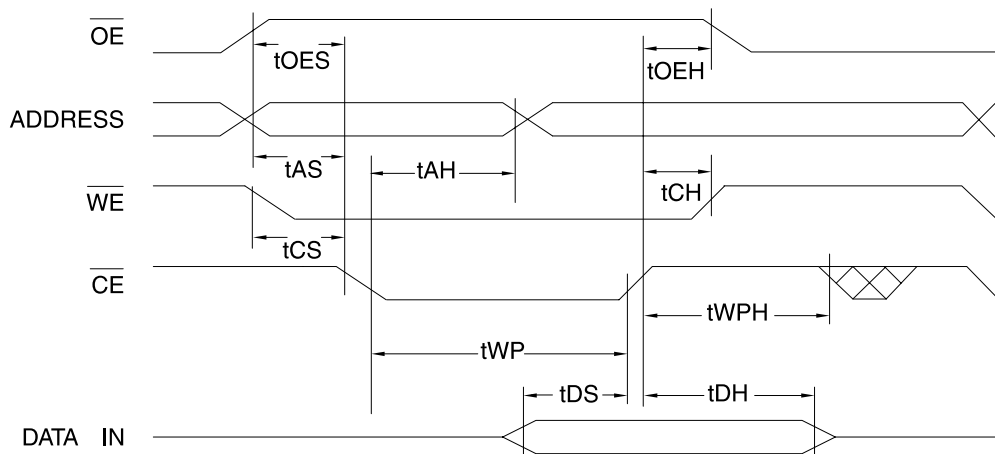 OE
tOES
tOEH
ADDRESS
tAS
tAH
tCH
WE
tCS
CE
tWPH
tWP
tDS
tDH
DATA IN